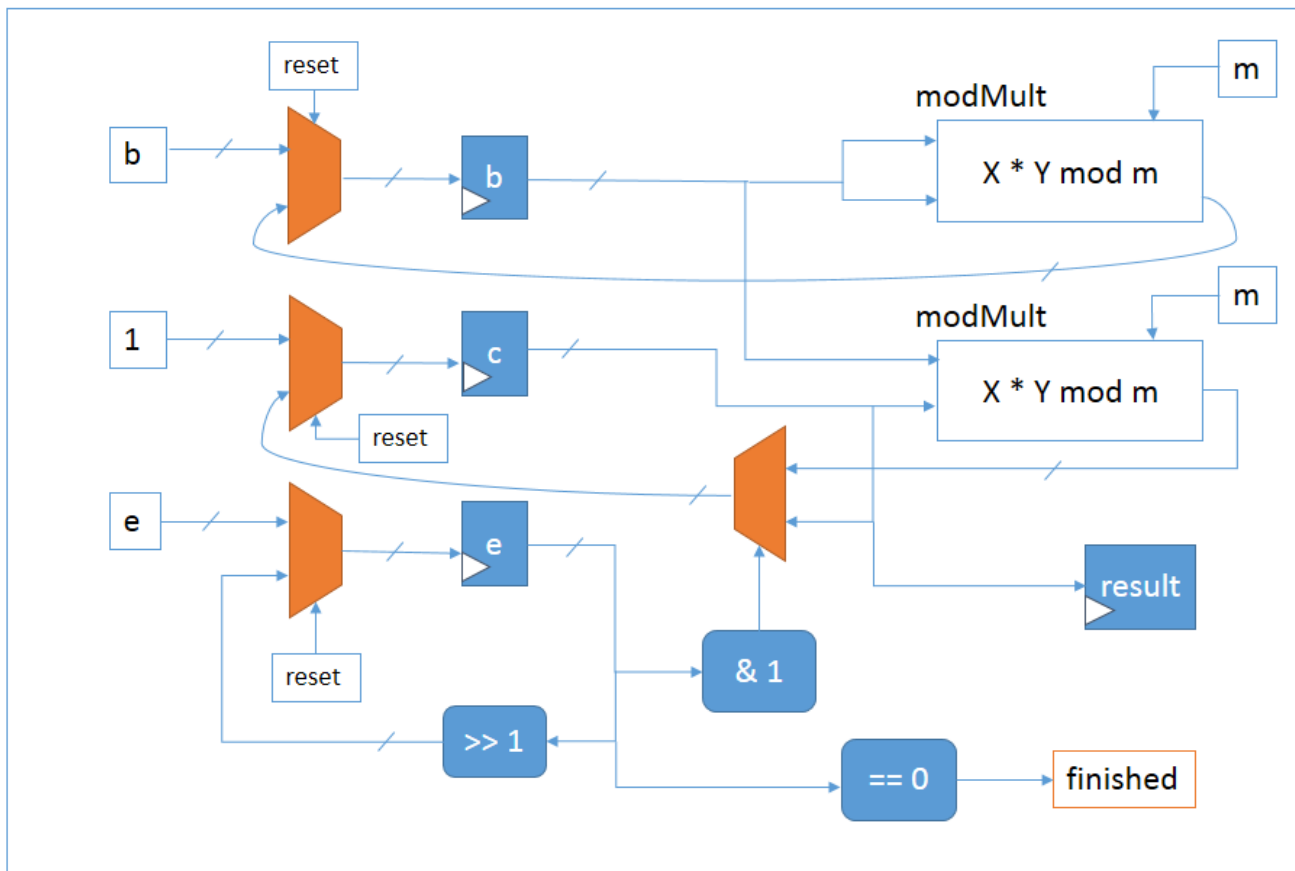 reset
m
modMult
b
b
X * Y mod m
m
modMult
1
c
X * Y mod m
reset
e
e
result
& 1
reset
>> 1
== 0
finished